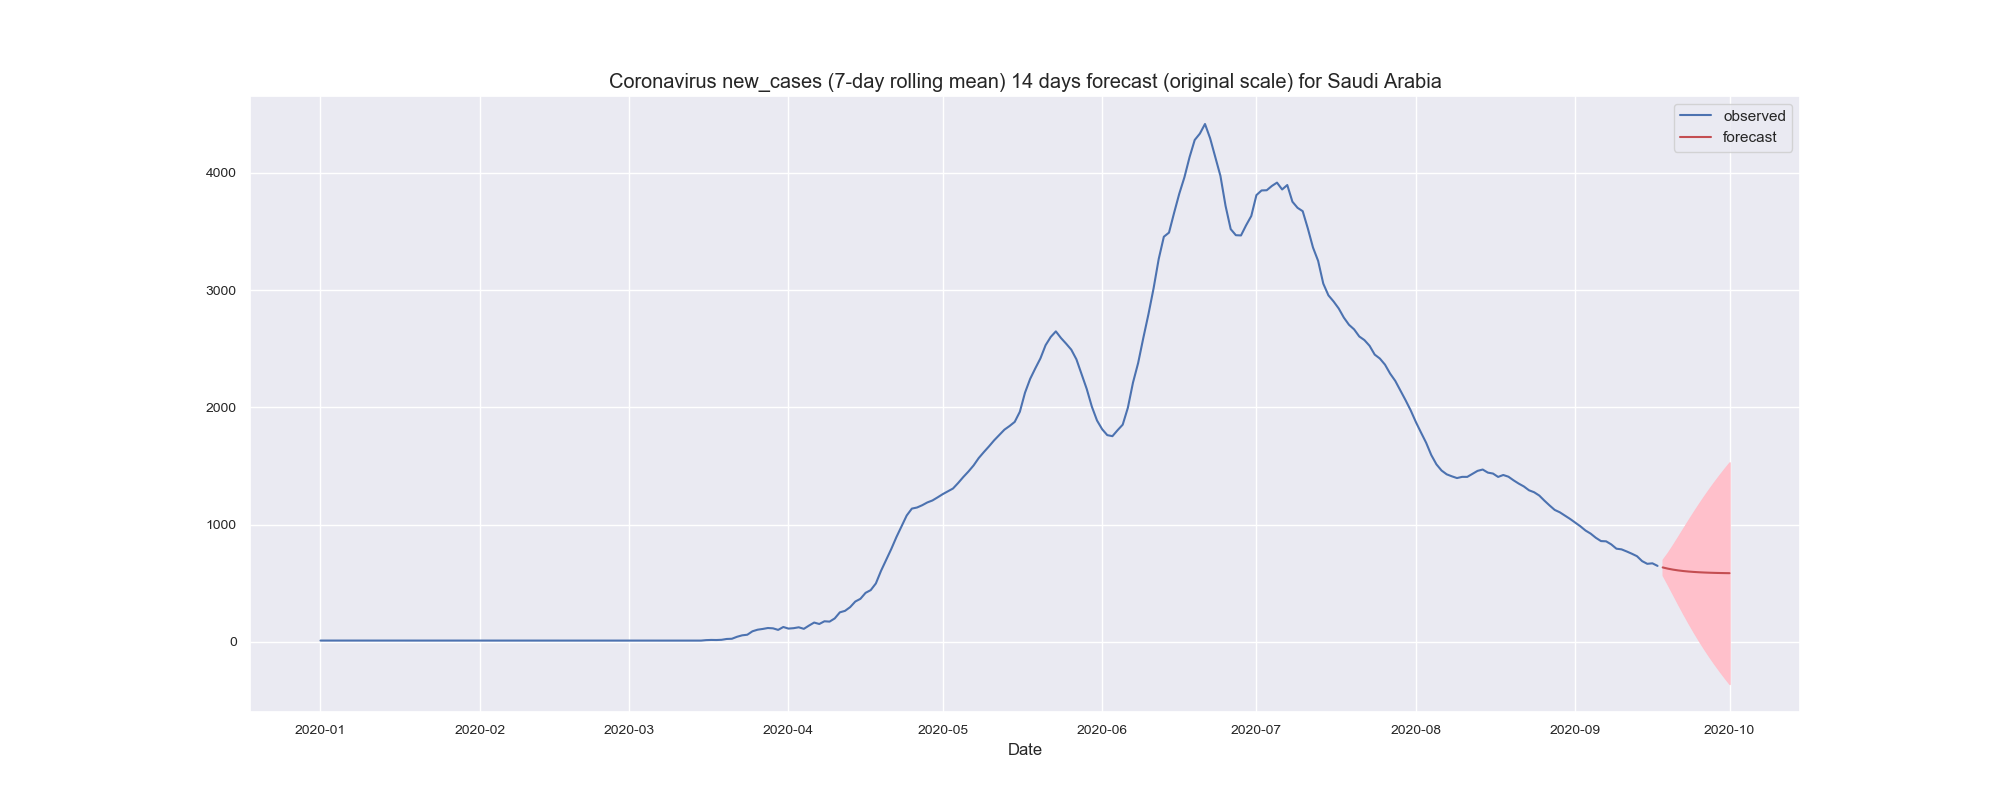 Coronavirus new_cases (7-day rolling mean) 14 days forecast (original scale) for Saudi Arabia
observed
forecast
4000
3000
2000
1000
0
2020-01 2020-02 2020-03 2020-04 2020-05 2020-06 2020-07 2020-08 2020-09 2020-10
Date